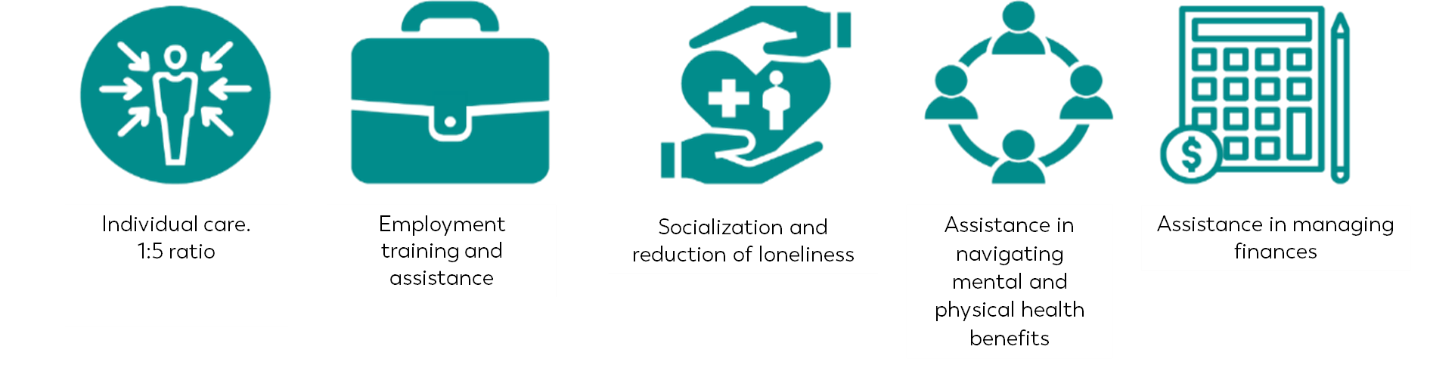 $
Individual care.
1:5 ratio
Employment
training and
assistance
Socialization and
reduction of loneliness
Assistance in
navigating
mental and
physical health
benefits
Assistance in managing
finances